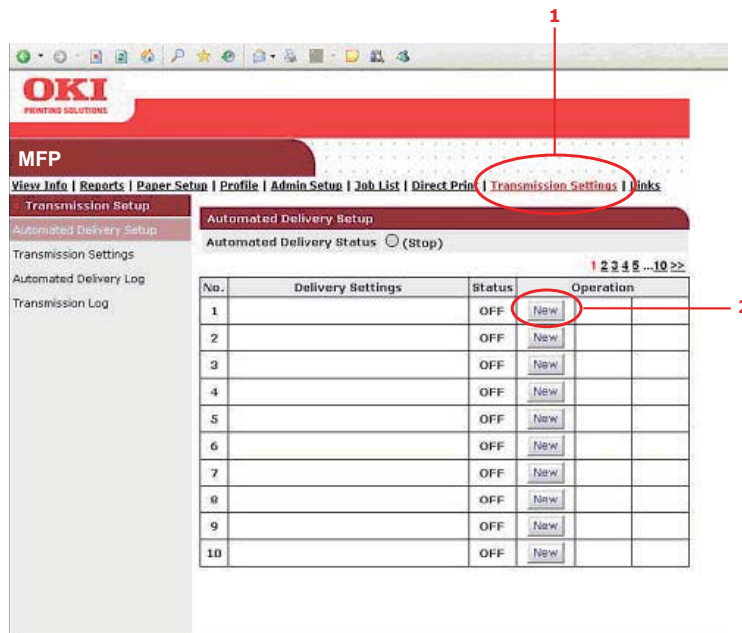 1
OKI
PRINTING SOLUTIONS
MFP
View Info | Reports | Paper Setup | Profile | Admin Setup | Job List | Direct Print | Transmission Settings | Links
Transmission Setup
Automated Delivery Setup
Transmission Settings
Automated Delivery Log
Transmission Log
Automated Delivery Setup
Automated Delivery Status (Stop)
1 2 3 4 5 ...10 >>
No. Delivery Settings Status Operation
1 OFF New
2
2 OFF New
3 OFF New
4 OFF New
5 OFF New
6 OFF New
7 OFF New
8 OFF New
9 OFF New
10 OFF New